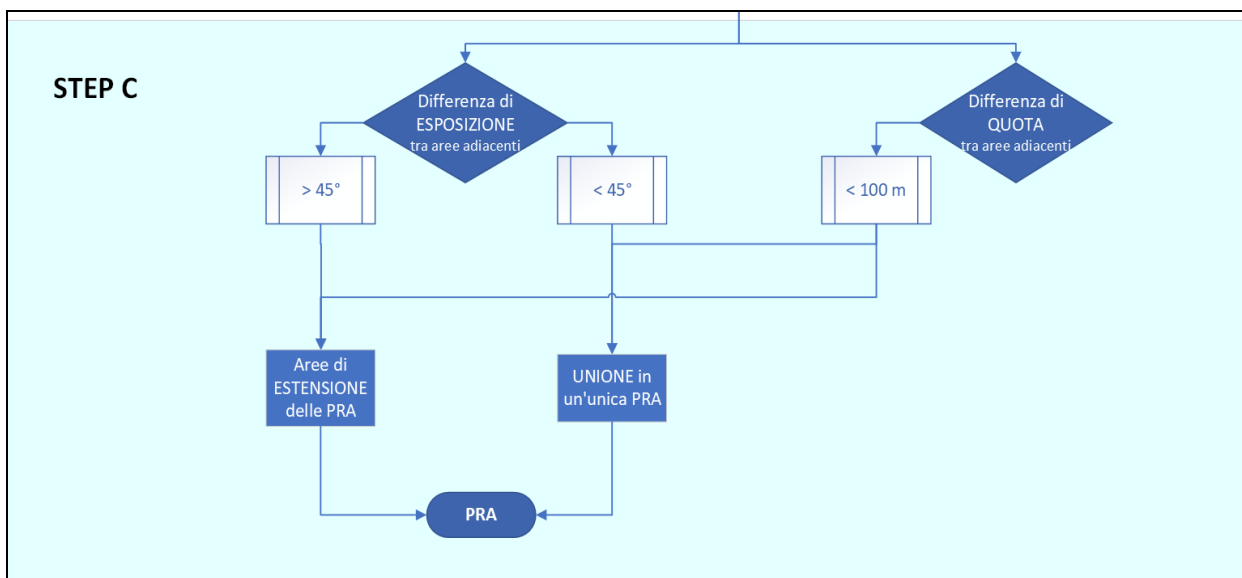 STEP C
Differenza di
ESPOSIZIONE
tra aree adiacenti
Differenza di
QUOTA
tra aree adiacenti
> 45°
< 45°
< 100 m
Aree di
ESTENSIONE
delle PRA
UNIONE in
un'unica PRA
PRA